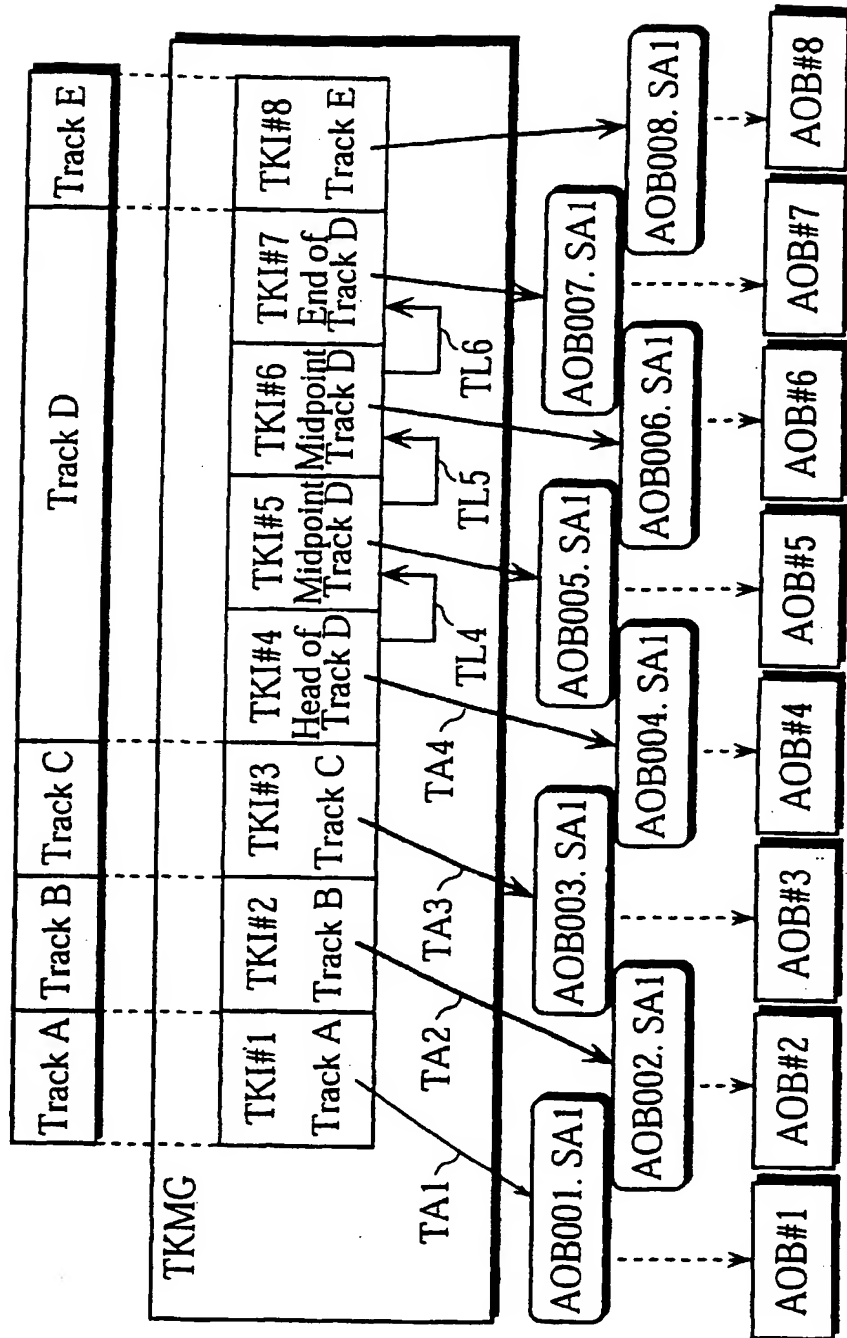 Track A
Track B
Track C
Track D
Track E
TKMG
TKI#1
Track A
TKI#2
Track B
TKI#3
Track C
TKI#4
Head of
Track D
TKI#5
Midpoint
Track D
TKI#6
Midpoint
Track D
TKI#7
End of
Track D
TKI#8
Track E
TA1
TA2
TA3
TA4
TL4
TL5
TL6
AOB001. SA1
AOB002. SA1
AOB003. SA1
AOB004. SA1
AOB005. SA1
AOB006. SA1
AOB007. SA1
AOB008. SA1
AOB#1
AOB#2
AOB#3
AOB#4
AOB#5
AOB#6
AOB#7
AOB#8